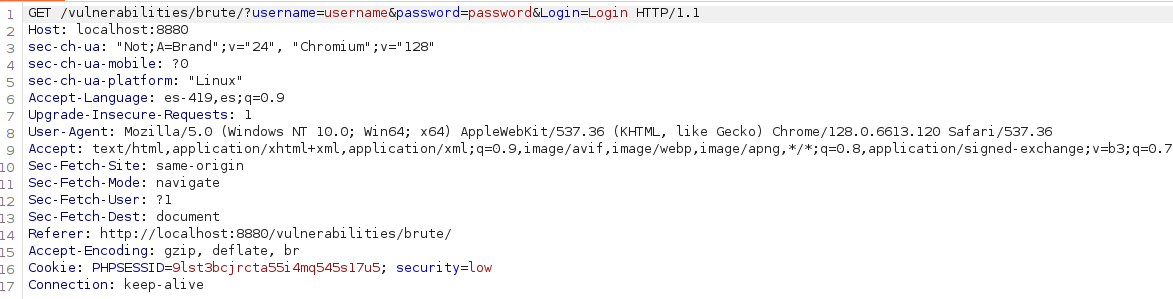 1 GET /vulnerabilities/brute/?username=username&password=password&Login=Login HTTP/1.1
2 Host: localhost:8880
3 sec-ch-ua: "Not;A=Brand";v="24", "Chromium";v="128"
4 sec-ch-ua-mobile: ?0
5 sec-ch-ua-platform: "Linux"
6 Accept-Language: es-419,es;q=0.9
7 Upgrade-Insecure-Requests: 1
8 User-Agent: Mozilla/5.0 (Windows NT 10.0; Win64; x64) AppleWebKit/537.36 (KHTML, like Gecko) Chrome/128.0.6613.120 Safari/537.36
9 Accept: text/html,application/xhtml+xml,application/xml;q=0.9,image/avif,image/webp,image/apng,*/*;q=0.8,application/signed-exchange;v=b3;q=0.7
10 Sec-Fetch-Site: same-origin
11 Sec-Fetch-Mode: navigate
12 Sec-Fetch-User: ?1
13 Sec-Fetch-Dest: document
14 Referer: http://localhost:8880/vulnerabilities/brute/
15 Accept-Encoding: gzip, deflate, br
16 Cookie: PHPSESSID=9lst3bcjrcta55i4mq545s17u5; security=low
17 Connection: keep-alive